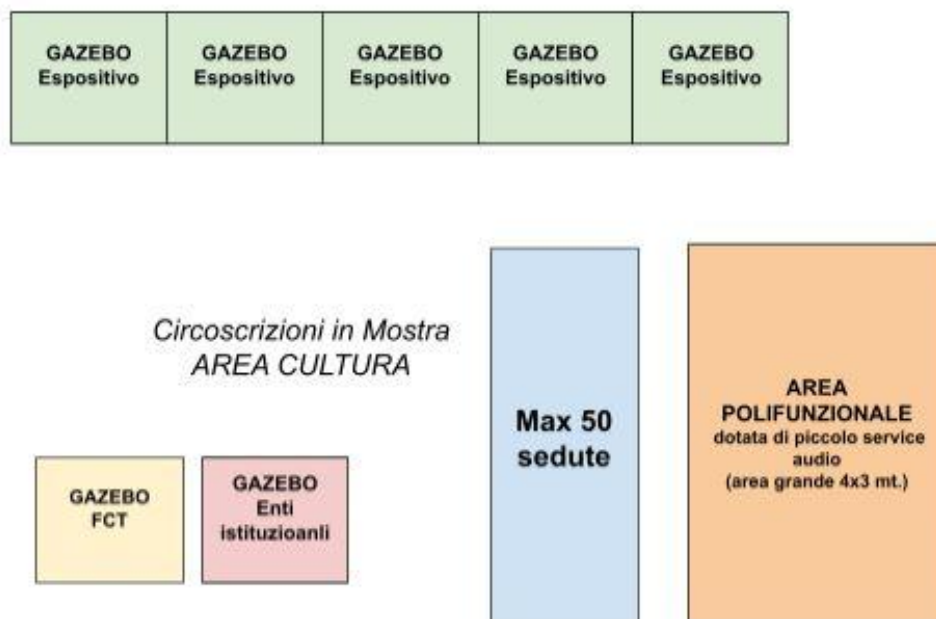 GAZEBO
Espositivo
GAZEBO
Espositivo
GAZEBO
Espositivo
GAZEBO
Espositivo
GAZEBO
Espositivo
Circoscrizioni in Mostra
AREA CULTURA
GAZEBO
FCT
GAZEBO
Enti
istituzioanli
Max 50
sedute
AREA
POLIFUNZIONALE
dotata di piccolo service
audio
(area grande 4x3 mt.)